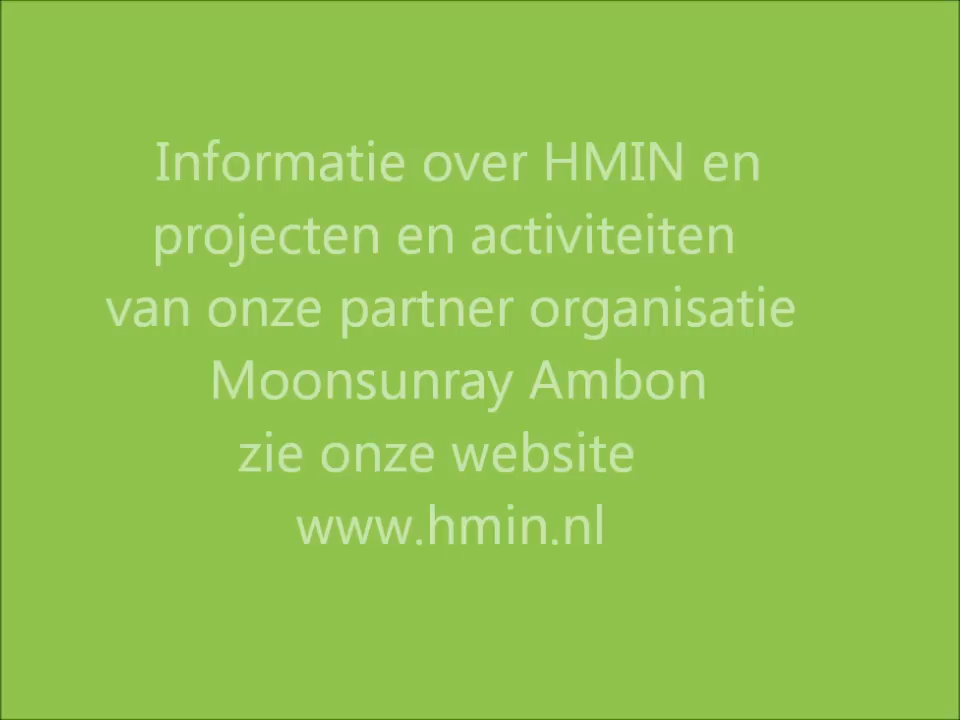 Informatie over HMIN en
projecten en activiteiten
van onze partner organisatie
Moonsunray Ambon
zie onze website
www.hmin.nl